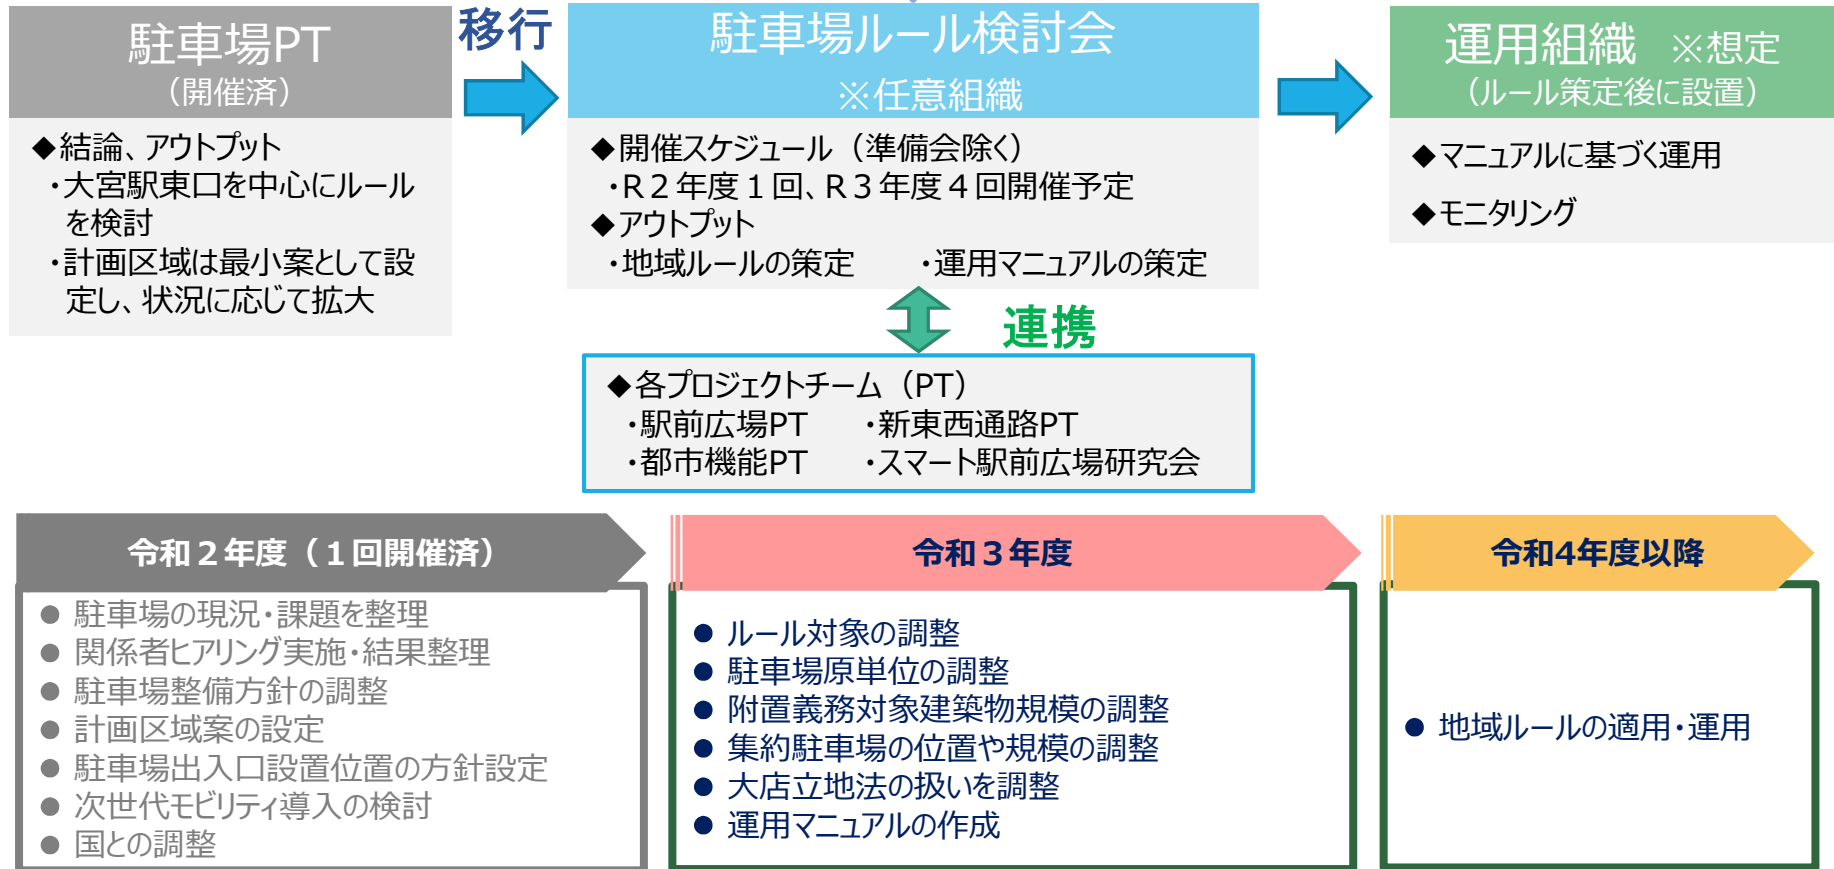 駐車場PT
（開催済）
◆結論、アウトプット
・大宮駅東口を中心にルール
を検討
・計画区域は最小案として設
定し、状況に応じて拡大
移行
駐車場ルール検討会
※任意組織
◆開催スケジュール（準備会除く）
・R２年度１回、R３年度４回開催予定
◆アウトプット
・地域ルールの策定　・運用マニュアルの策定
運用組織　※想定
（ルール策定後に設置）
◆マニュアルに基づく運用
◆モニタリング
連携
◆各プロジェクトチーム（PT）
・駅前広場PT　・新東西通路PT
・都市機能PT　・スマート駅前広場研究会
令和２年度（１回開催済）
● 駐車場の現況・課題を整理
● 関係者ヒアリング実施・結果整理
● 駐車場整備方針の調整
● 計画区域案の設定
● 駐車場出入口設置位置の方針設定
● 次世代モビリティ導入の検討
● 国との調整
令和３年度
● ルール対象の調整
● 駐車場原単位の調整
● 附置義務対象建築物規模の調整
● 集約駐車場の位置や規模の調整
● 大店立地法の扱いを調整
● 運用マニュアルの作成
令和4年度以降
● 地域ルールの適用・運用